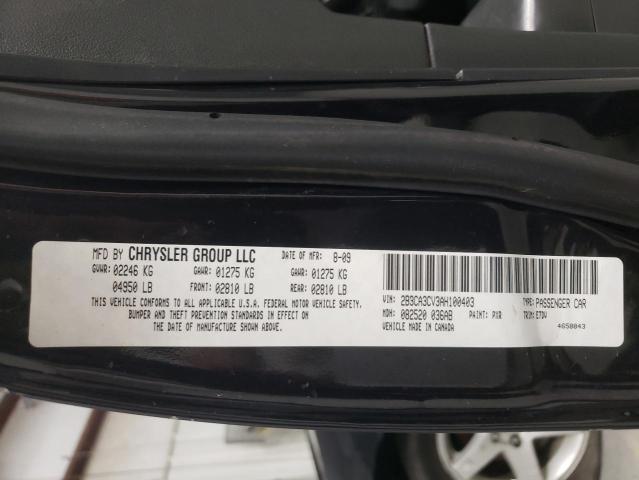 MFD BY CHRYSLER GROUP LLC DATE OF MFR: 8-09
GVWR: 02246 KG GAWR: 01275 KG GAWR: 01275 KG
04950 LB FRONT: 02810 LB REAR: 02810 LB
THIS VEHICLE CONFORMS TO ALL APPLICABLE U.S.A. FEDERAL MOTOR VEHICLE SAFETY,
BUMPER AND THEFT PREVENTION STANDARDS IN EFFECT ON
THE DATE OF MANUFACTURE SHOWN ABOVE.
VIN: 2B3CA3CV3AH100403 TYPE: PASSENGER CAR
MDH: 082520 036AB PAINT: PXR TRIM: E7DV
VEHICLE MADE IN CANADA 4658843